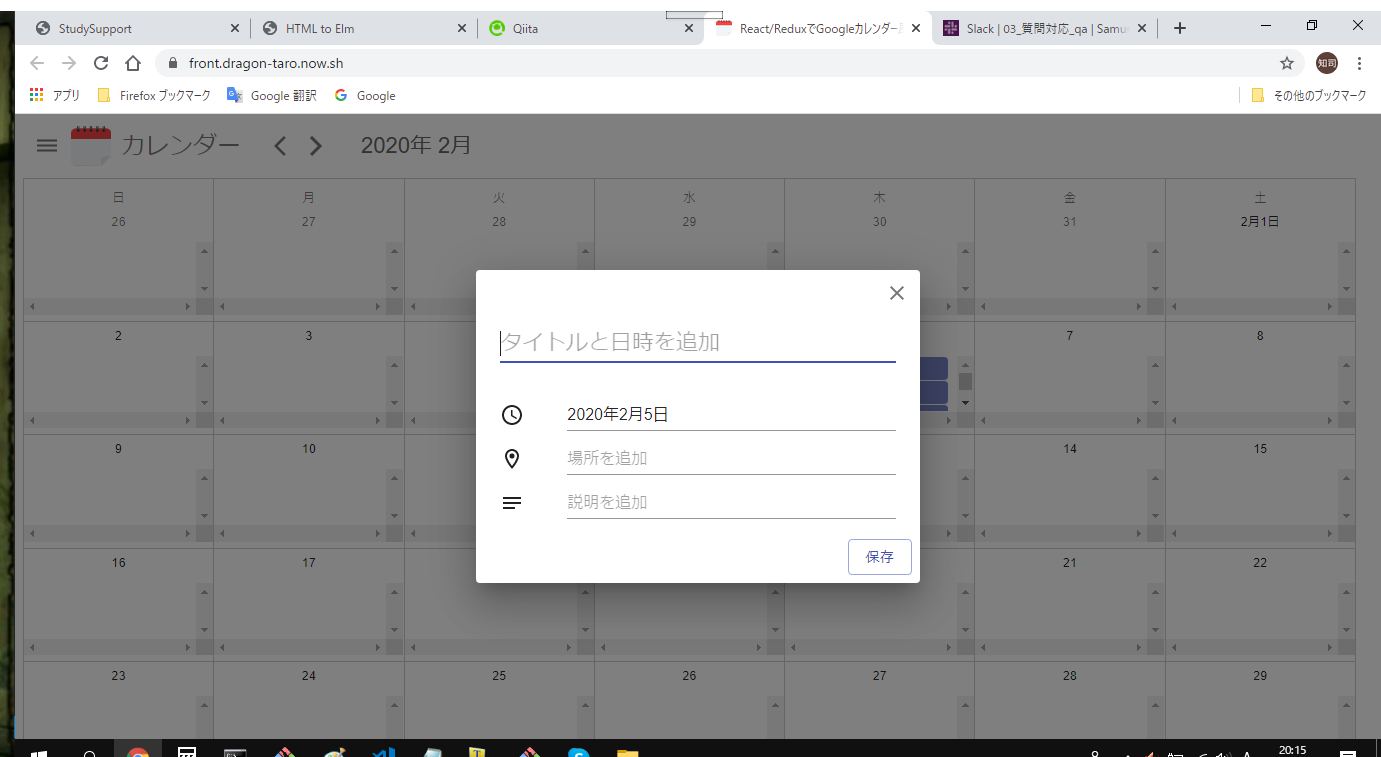 StudySupport
HTML to Elm
Qiita
React/ReduxでGoogleカレンダー
Slack | 03_質問対応_qa | Samu
front.dragon-taro.now.sh
知司
アプリ
Firefox ブックマーク
Google 翻訳
Google
その他のブックマーク
カレンダー
2020年 2月
日 月 火 水 木 金 土
26 27 28 29 30 31 2月1日
2 3 7 8
タイトルと日時を追加
2020年2月5日
9 10 14 15
場所を追加
説明を追加
保存
16 17 21 22
23 24 25 26 27 28 29
A
20:15